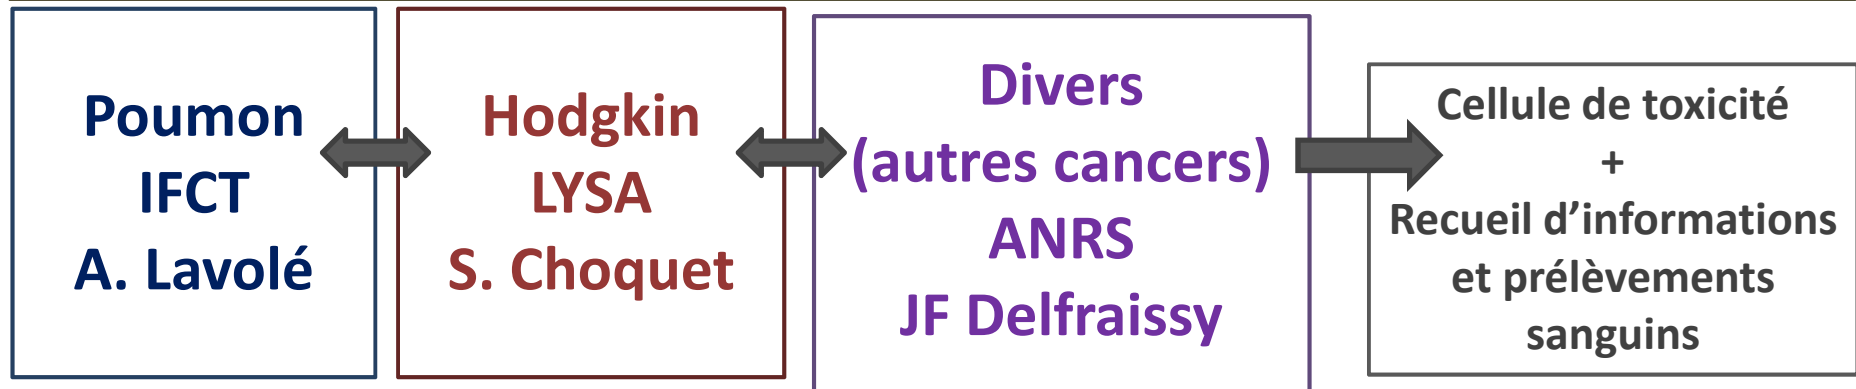 Poumon
IFCT
A. Lavolé
Hodgkin
LYSA
S. Choquet
Divers
(autres cancers)
ANRS
JF Delfraissy
Cellule de toxicité
+
Recueil d’informations
et prélèvements
sanguins